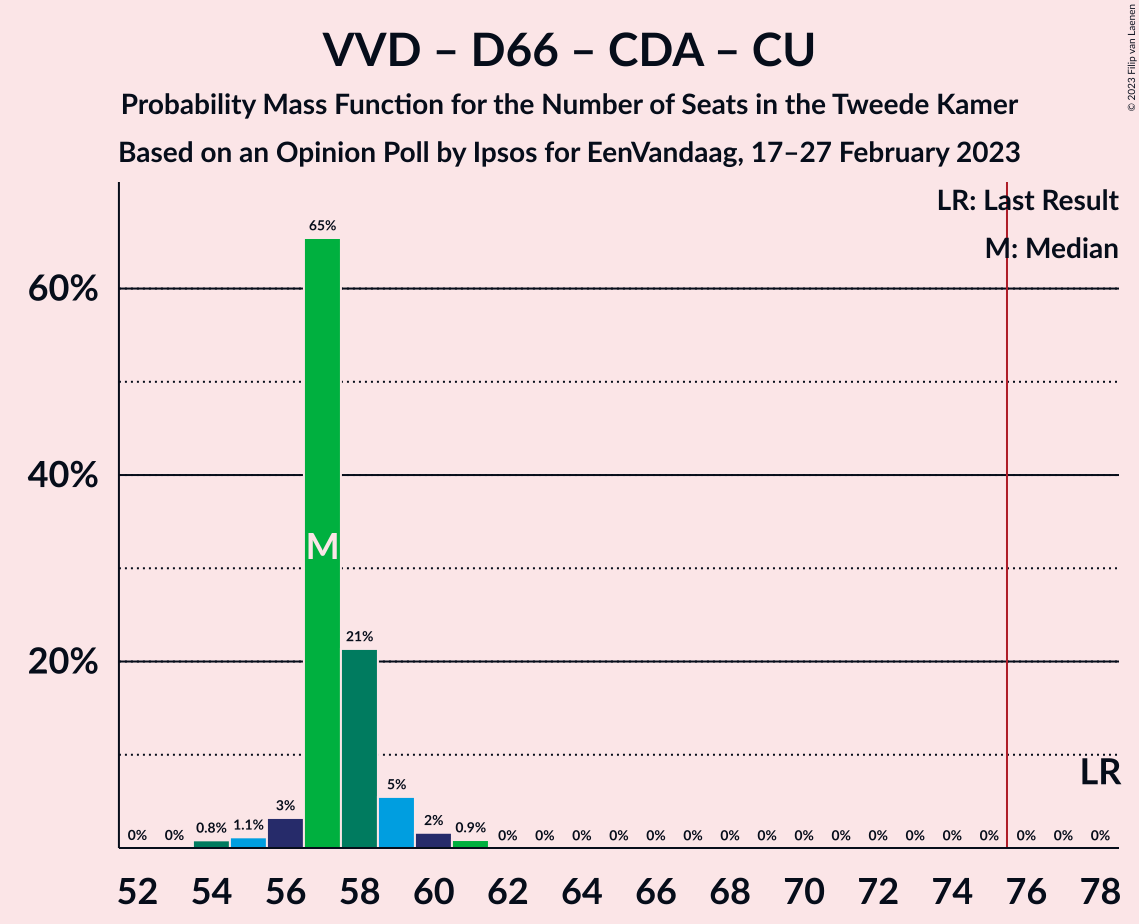 VVD – D66 – CDA – CU
Probability Mass Function for the Number of Seats in the Tweede Kamer
Based on an Opinion Poll by Ipsos for EenVandaag, 17–27 February 2023
© 2023 Filip van Laenen
LR: Last Result
M: Median
60%
40%
20%
0% 0% 0.8% 1.1% 3% 65% 21% 5% 2% 0.9% 0% 0% 0% 0% 0% 0% 0% 0% 0% 0% 0% 0% 0% 0% 0% 0% 0%
M
LR
52 54 56 58 60 62 64 66 68 70 72 74 76 78